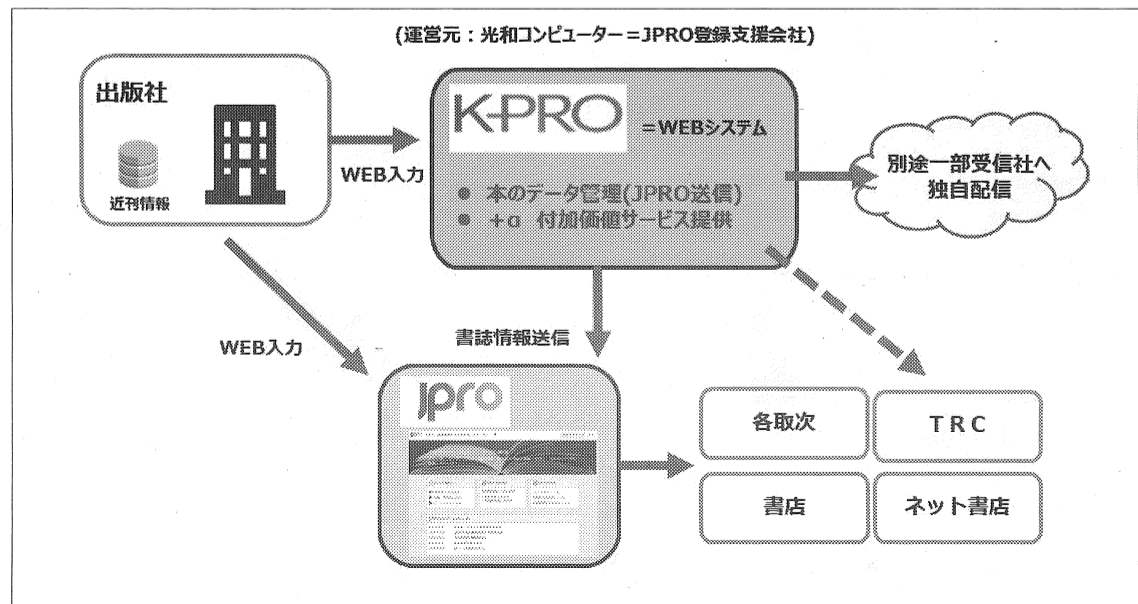 (運営元：光和コンピューター＝JPRO登録支援会社)
出版社
近刊情報
WEB入力
K-PRO
＝WEBシステム
● 本のデータ管理(JPRO送信)
● +α 付加価値サービス提供
別途一部受信社へ
独自配信
WEB入力
書誌情報送信
jpro
各取次
ＴＲＣ
書店
ネット書店